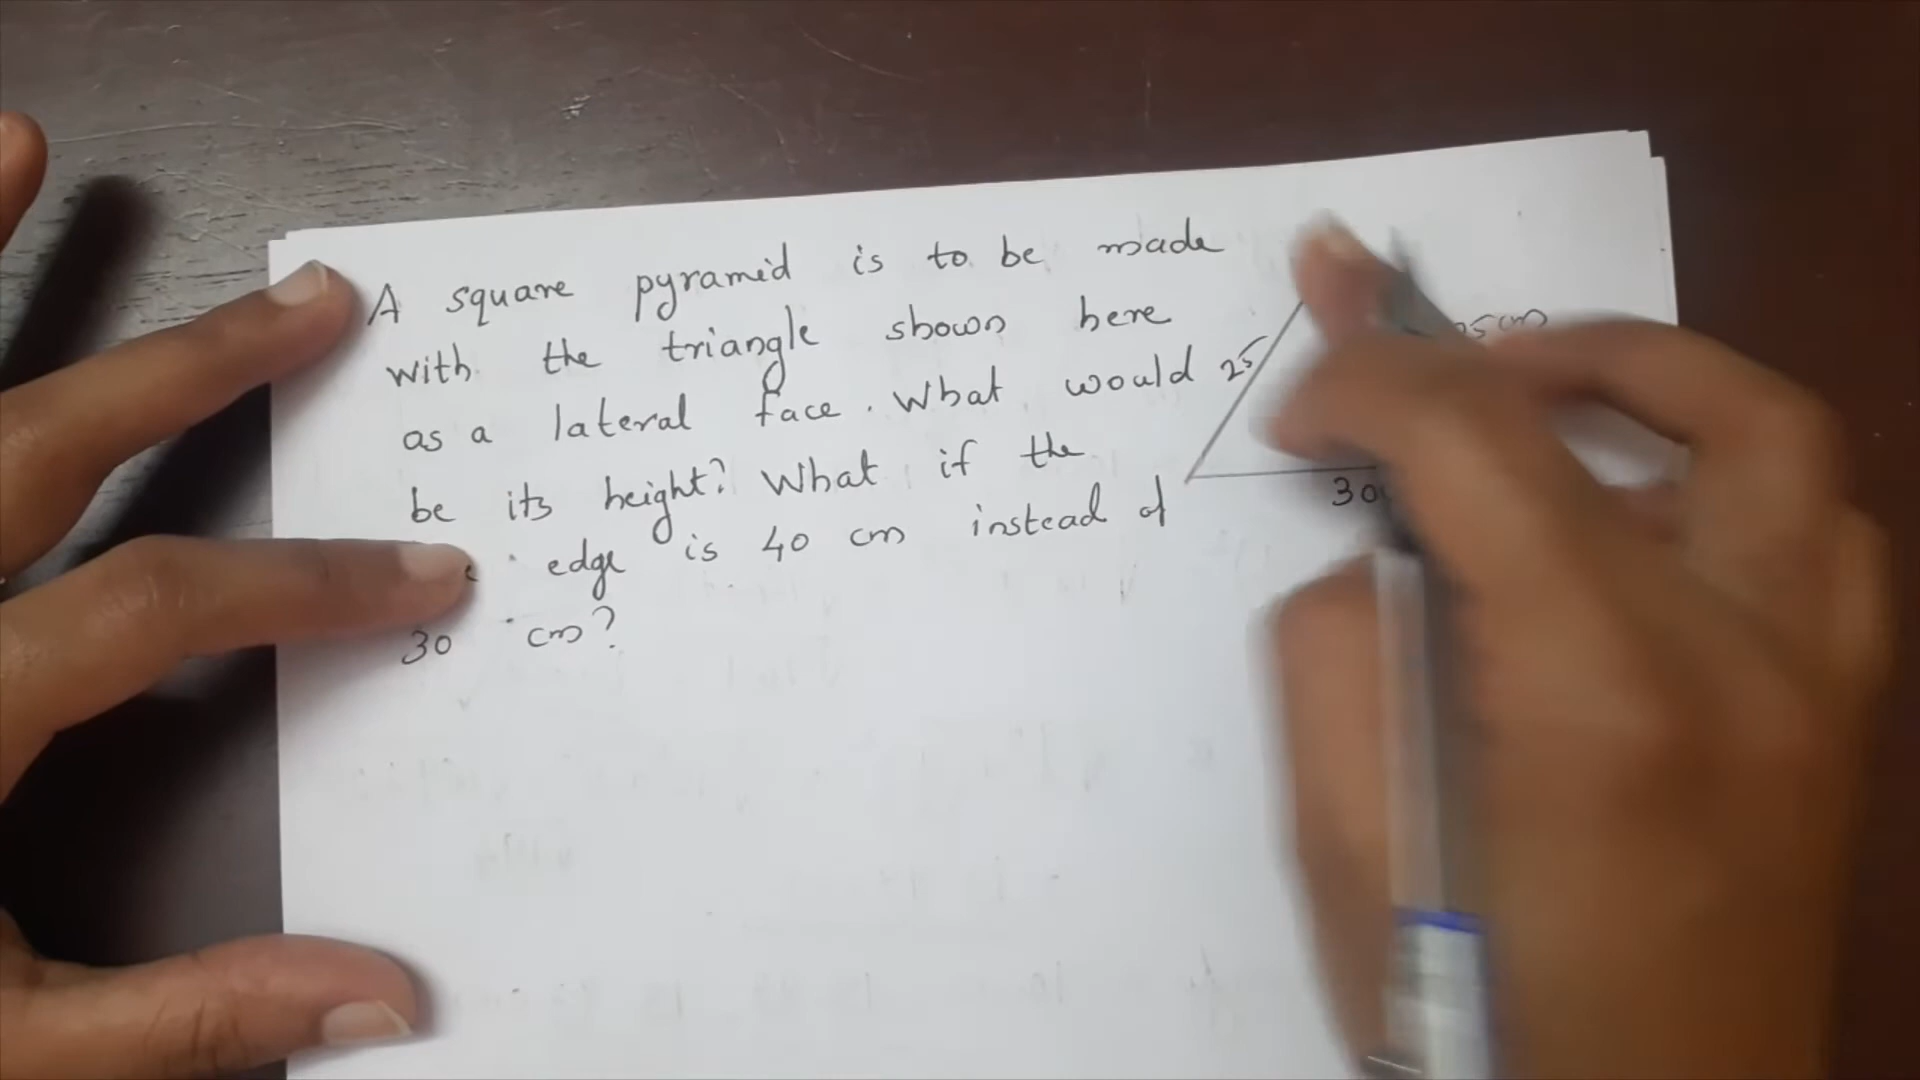 A square pyramid is to be made
with the triangle shown here
as a lateral face. What would
be its height? What if the
edge is 40 cm instead of
30 cm?
25
5cm
30